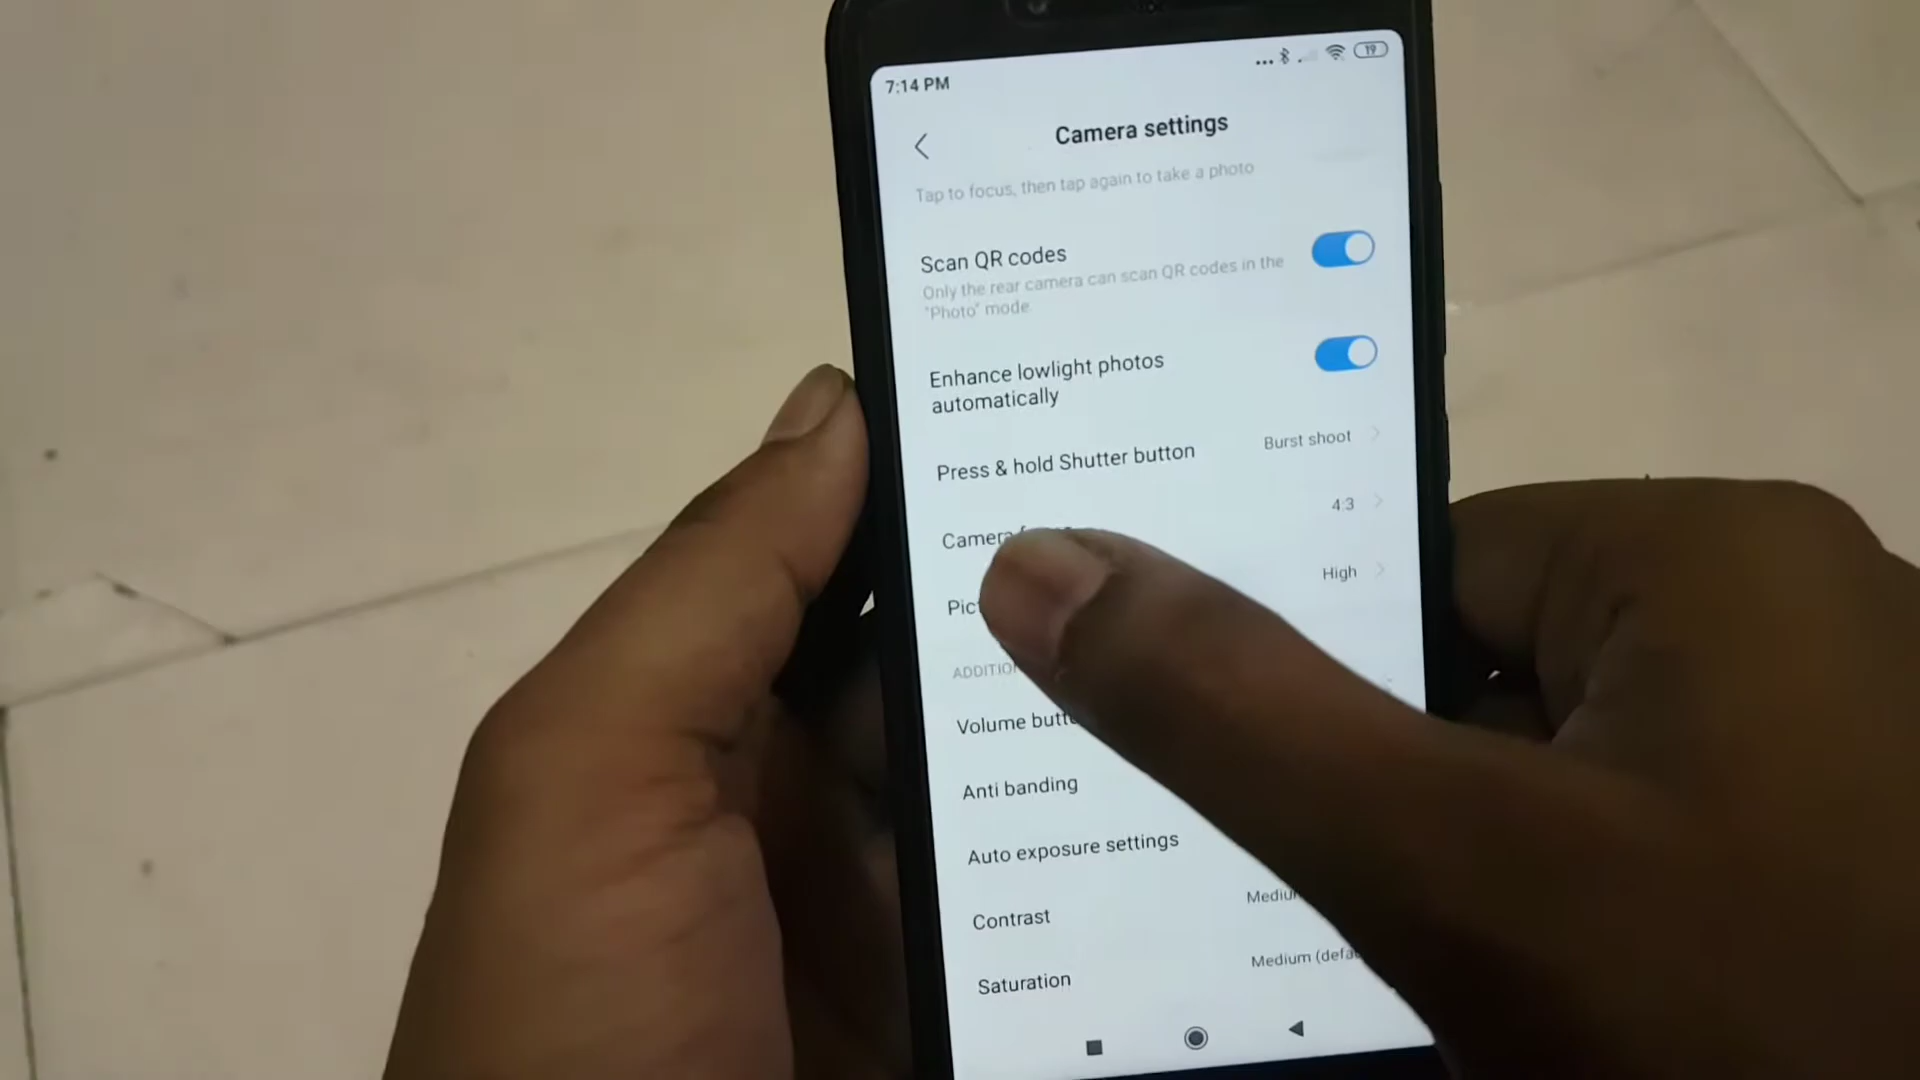 7:14 PM
19
Camera settings
Tap to focus, then tap again to take a photo
Scan QR codes
Only the rear camera can scan QR codes in the
"Photo" mode
Enhance lowlight photos
automatically
Press & hold Shutter button
Burst shoot
Camera
4:3
High
Volume
Anti banding
Auto exposure settings
Contrast
Saturation
Medium